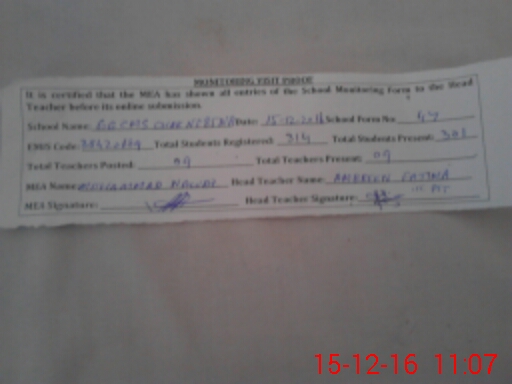 MONITORING VISIT PROOF
It is certified that the MEA has shown all entries of the School Monitoring Form to the Head
Teacher before its online submission.
School Name: Date: 15-12-2016 School Form No. 47
EMIS Code: Total Students Registered: 314 Total Students Present:
Total Teachers Posted: 09 Total Teachers Present: 09
MEA Name: Head Teacher Name: AMBREEN FATIMA
MEA Signature: Head Teacher Signature:
15-12-16 11:07